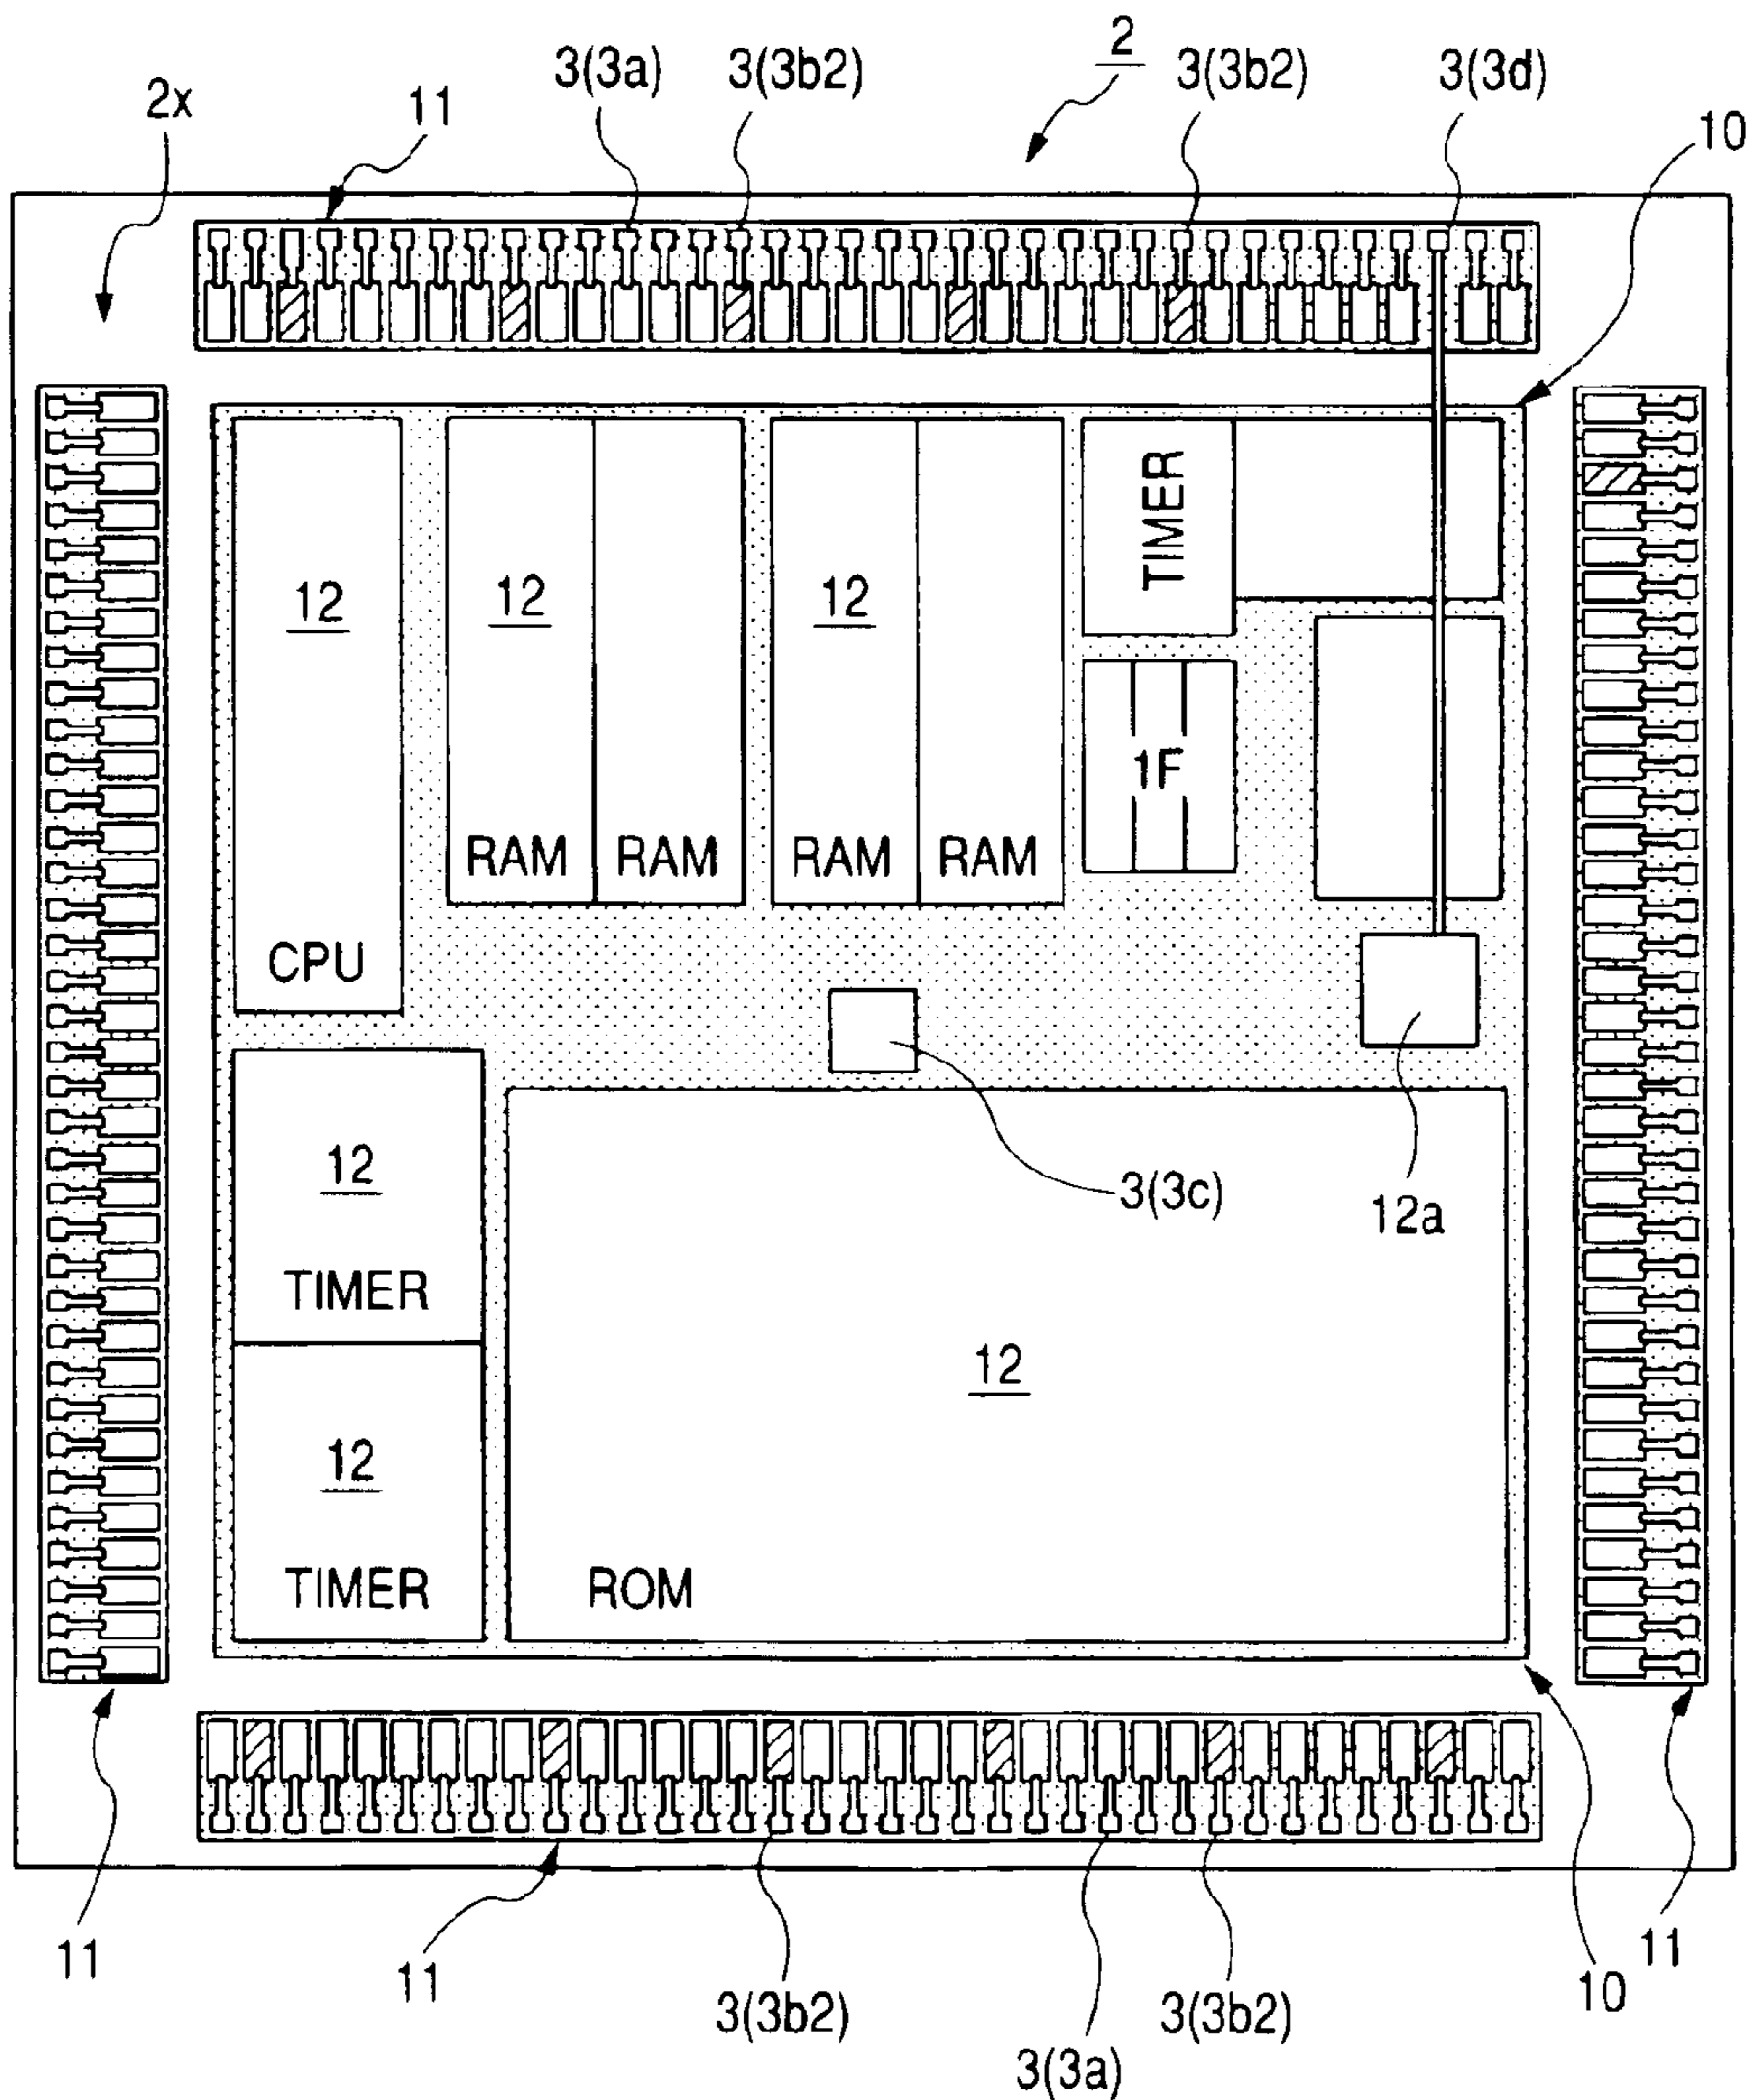 2
3(3a) 3(3b2) 3(3b2) 3(3d)
2x 11 10
12 12 12 TIMER
1F
RAM RAM RAM RAM
CPU
12 3(3c) 12a
TIMER
12 12
TIMER ROM
11 11 3(3b2) 3(3a) 3(3b2) 10 11